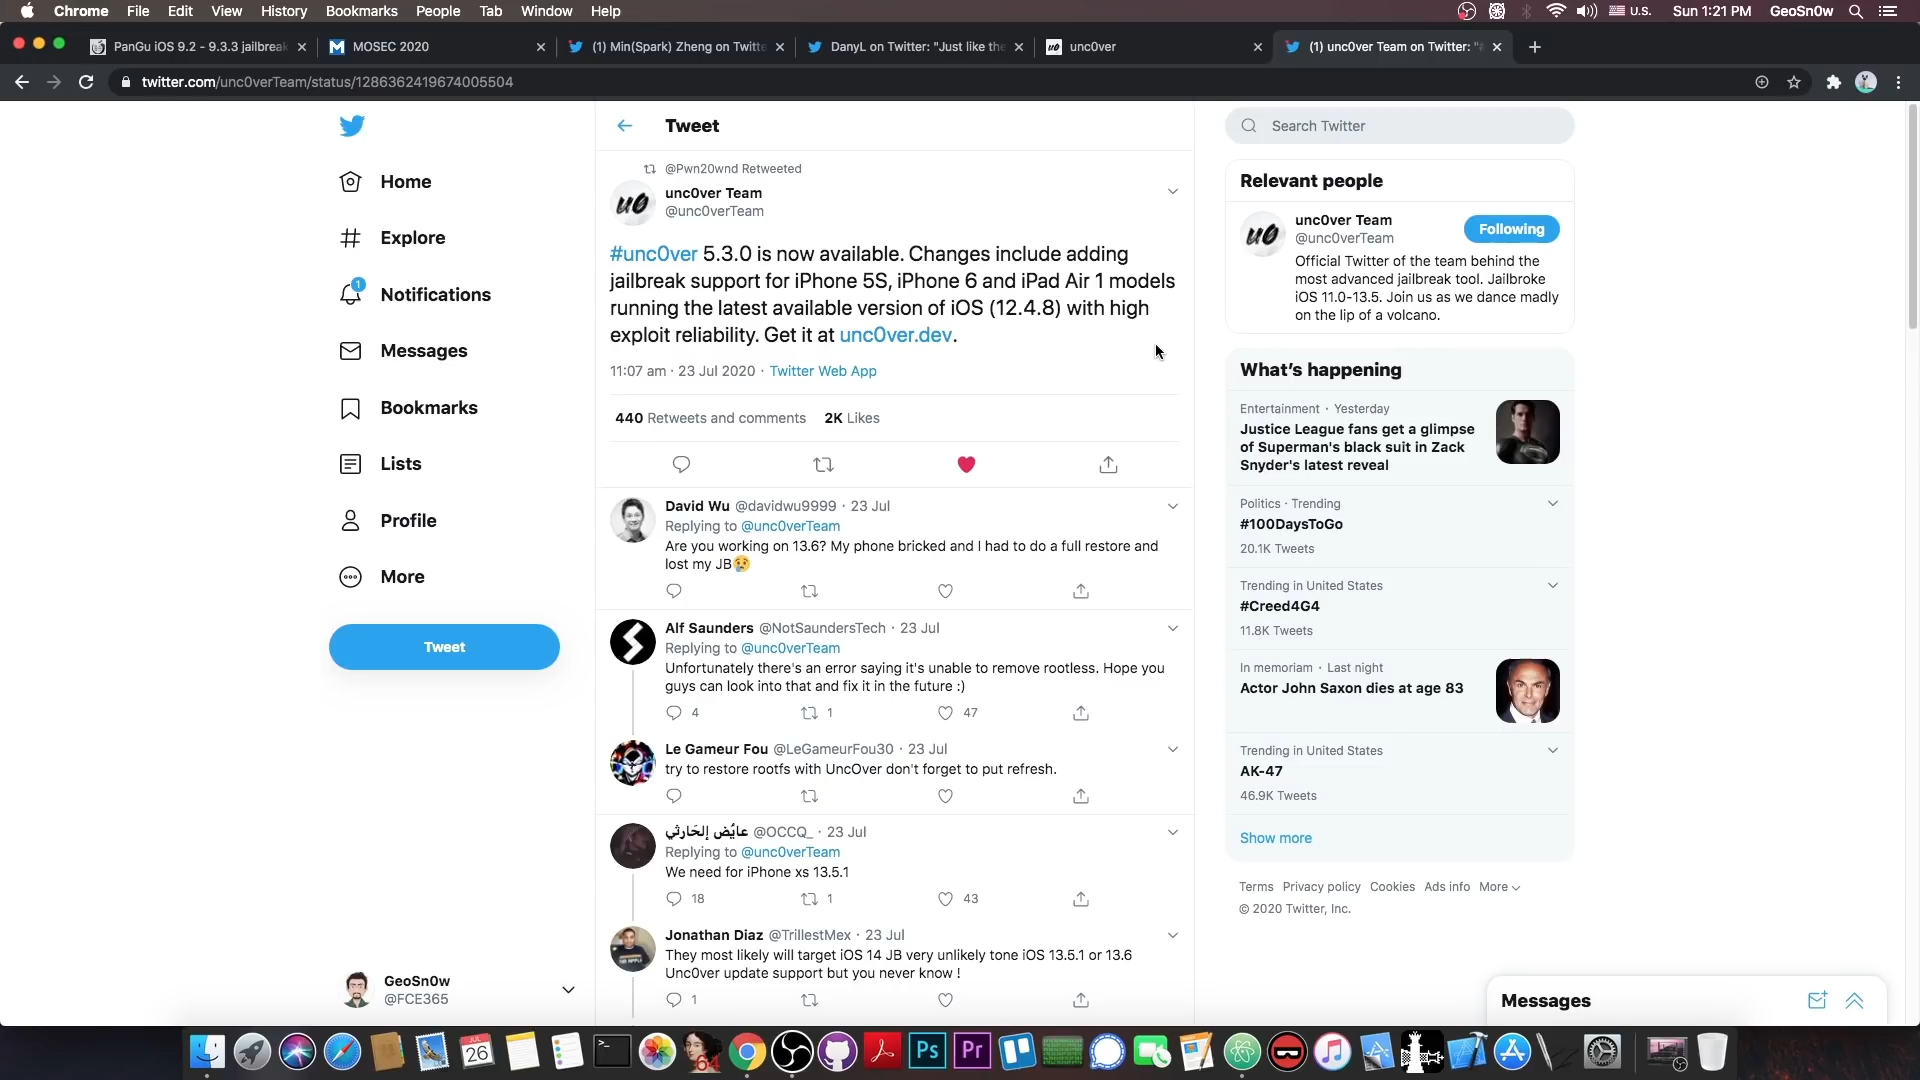 Chrome File Edit View History Bookmarks People Tab Window Help U.S. Sun 1:21 PM GeoSn0w
PanGu iOS 9.2 - 9.3.3 jailbreak MOSEC 2020 (1) Min(Spark) Zheng on Twitte DanyL on Twitter: "Just like the unc0ver (1) unc0ver Team on Twitter: "#
twitter.com/unc0verTeam/status/1286362419674005504
Home
Explore
1
Notifications
Messages
Bookmarks
Lists
Profile
More
Tweet
GeoSn0w
@FCE365
Tweet
@Pwn20wnd Retweeted
u0
unc0ver Team
@unc0verTeam
#unc0ver 5.3.0 is now available. Changes include adding
jailbreak support for iPhone 5S, iPhone 6 and iPad Air 1 models
running the latest available version of iOS (12.4.8) with high
exploit reliability. Get it at unc0ver.dev.
11:07 am · 23 Jul 2020 · Twitter Web App
440 Retweets and comments 2K Likes
David Wu @davidwu9999 · 23 Jul
Replying to @unc0verTeam
Are you working on 13.6? My phone bricked and I had to do a full restore and
lost my JB😢
Alf Saunders @NotSaundersTech · 23 Jul
Replying to @unc0verTeam
Unfortunately there's an error saying it's unable to remove rootless. Hope you
guys can look into that and fix it in the future :)
4 1 47
Le Gameur Fou @LeGameurFou30 · 23 Jul
try to restore rootfs with UncOver don't forget to put refresh.
عايُض إلحَارثي @OCCQ_ · 23 Jul
Replying to @unc0verTeam
We need for iPhone xs 13.5.1
18 1 43
Jonathan Diaz @TrillestMex · 23 Jul
They most likely will target iOS 14 JB very unlikely tone iOS 13.5.1 or 13.6
Unc0ver update support but you never know !
1
Search Twitter
Relevant people
u0
unc0ver Team
@unc0verTeam
Following
Official Twitter of the team behind the
most advanced jailbreak tool. Jailbroke
iOS 11.0-13.5. Join us as we dance madly
on the lip of a volcano.
What's happening
Entertainment · Yesterday
Justice League fans get a glimpse
of Superman's black suit in Zack
Snyder's latest reveal
Politics · Trending
#100DaysToGo
20.1K Tweets
Trending in United States
#Creed4G4
11.8K Tweets
In memoriam · Last night
Actor John Saxon dies at age 83
Trending in United States
AK-47
46.9K Tweets
Show more
Terms Privacy policy Cookies Ads info More
© 2020 Twitter, Inc.
Messages
JUL
26
64
Ps
Pr